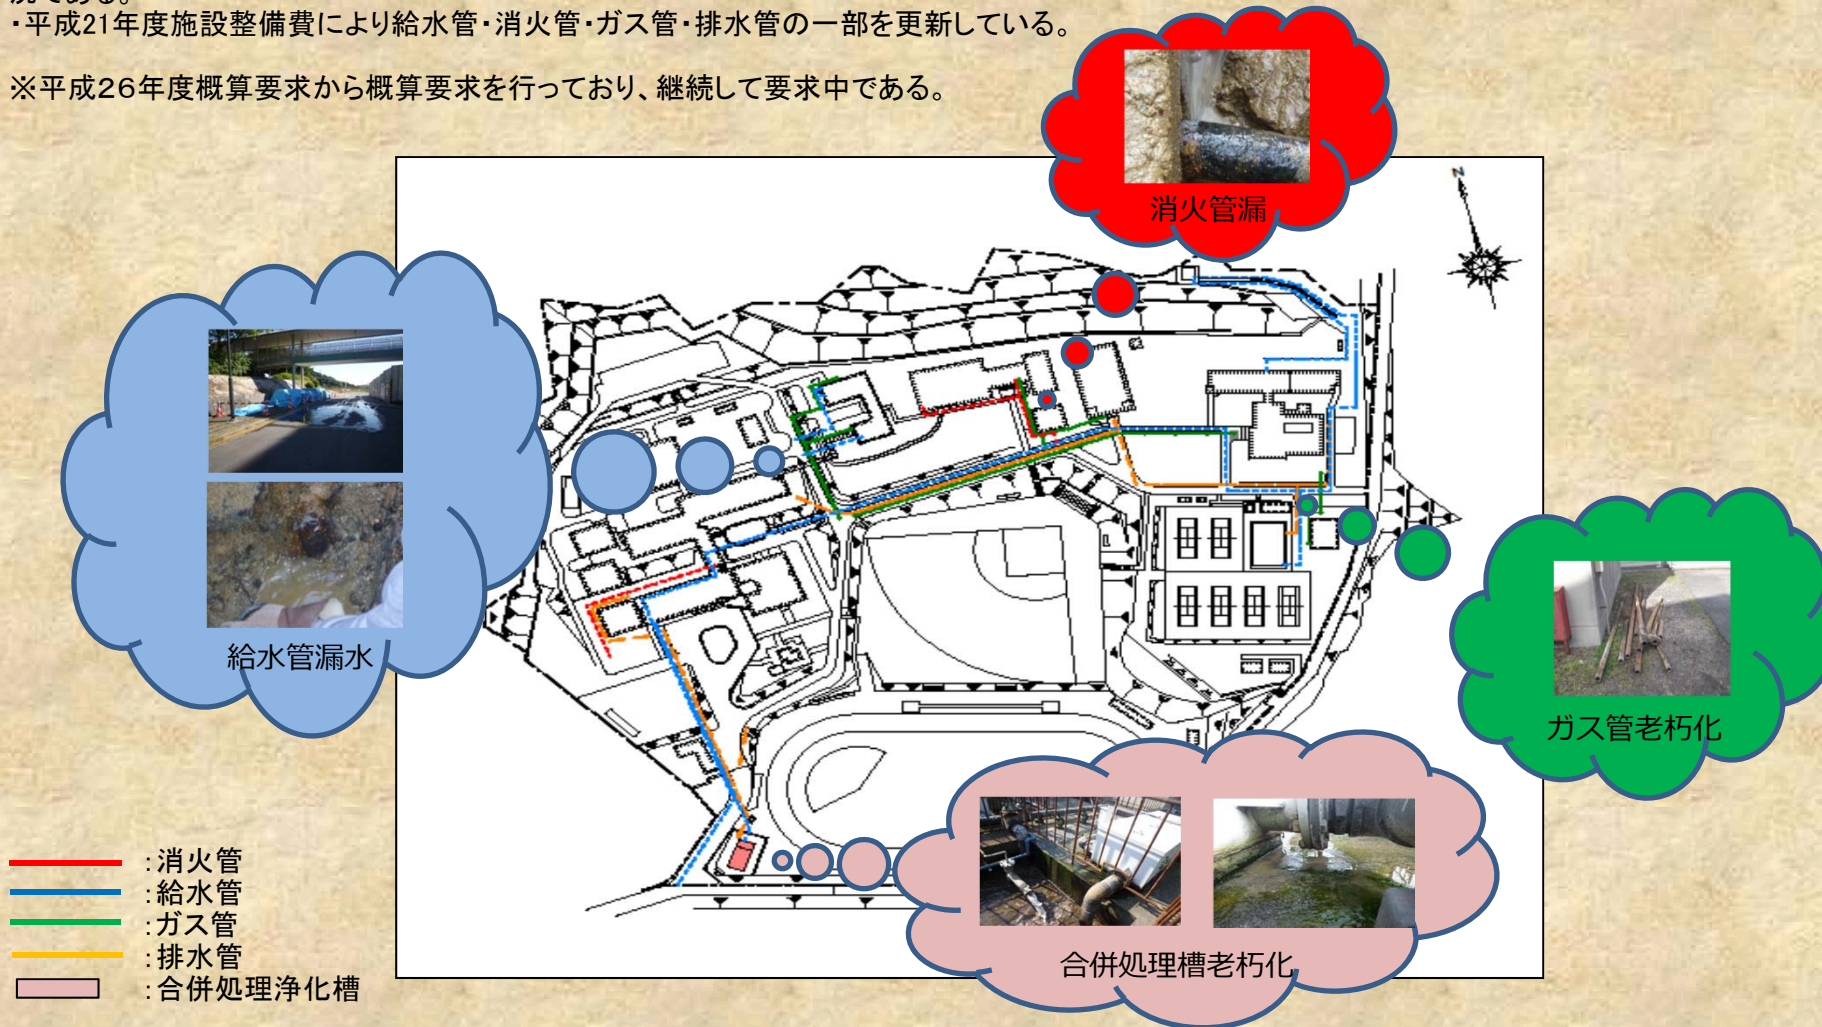 況である。
・平成21年度施設整備費により給水管・消火管・ガス管・排水管の一部を更新している。
※平成26年度概算要求から概算要求を行っており、継続して要求中である。
消火管漏
N
給水管漏水
ガス管老朽化
合併処理槽老朽化
：消火管
：給水管
：ガス管
：排水管
：合併処理浄化槽